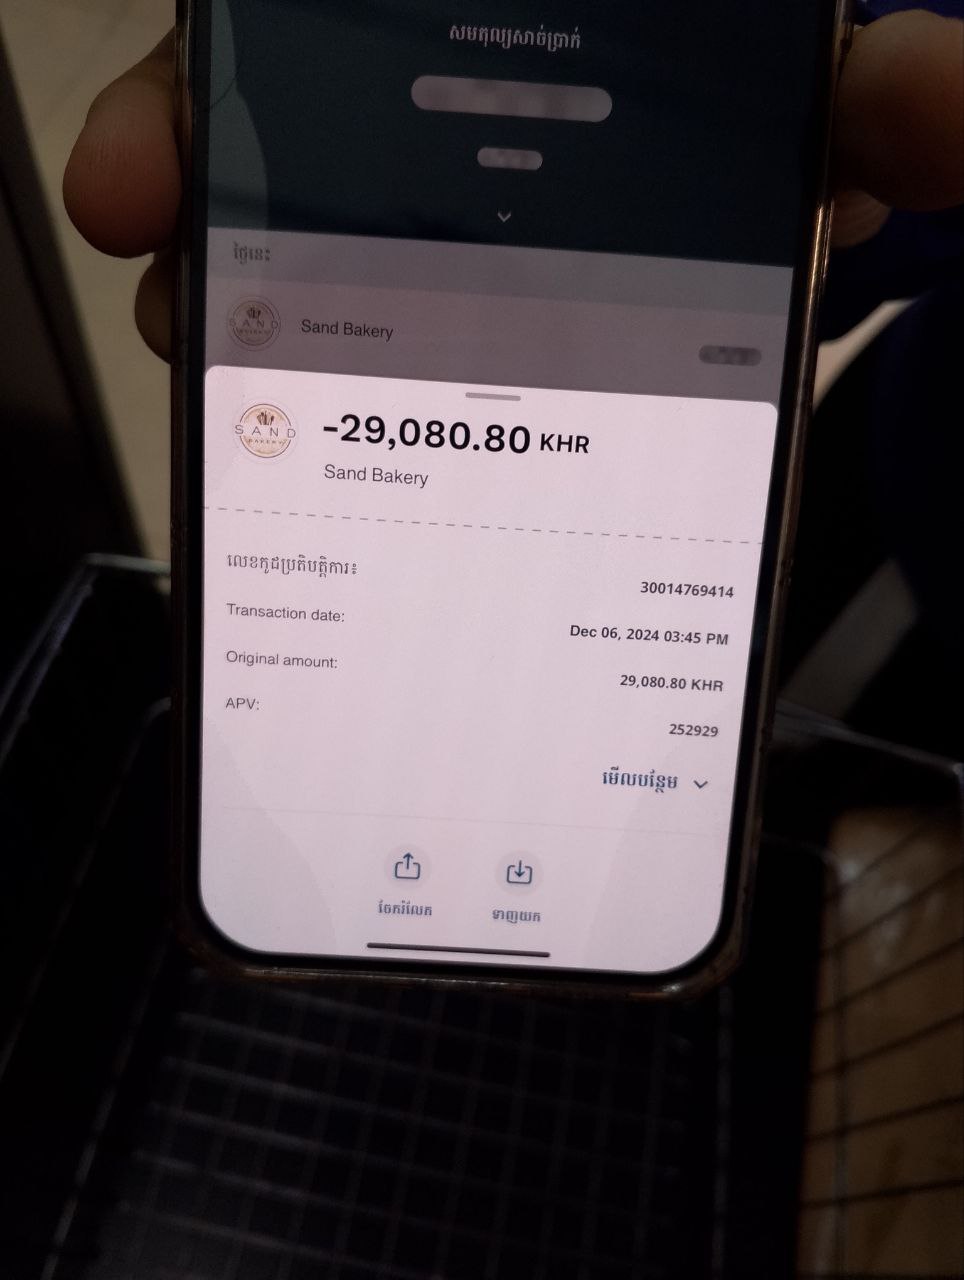 សមតុល្យសាច់ប្រាក់
ថ្ងៃនេះ
SAND
Sand Bakery
SAND
BAKERY
-29,080.80 KHR
Sand Bakery
លេខកូដប្រតិបត្តិការ៖ 30014769414
Transaction date: Dec 06, 2024 03:45 PM
Original amount: 29,080.80 KHR
APV: 252929
មើលបន្ថែម
ចែករំលែក ទាញយក